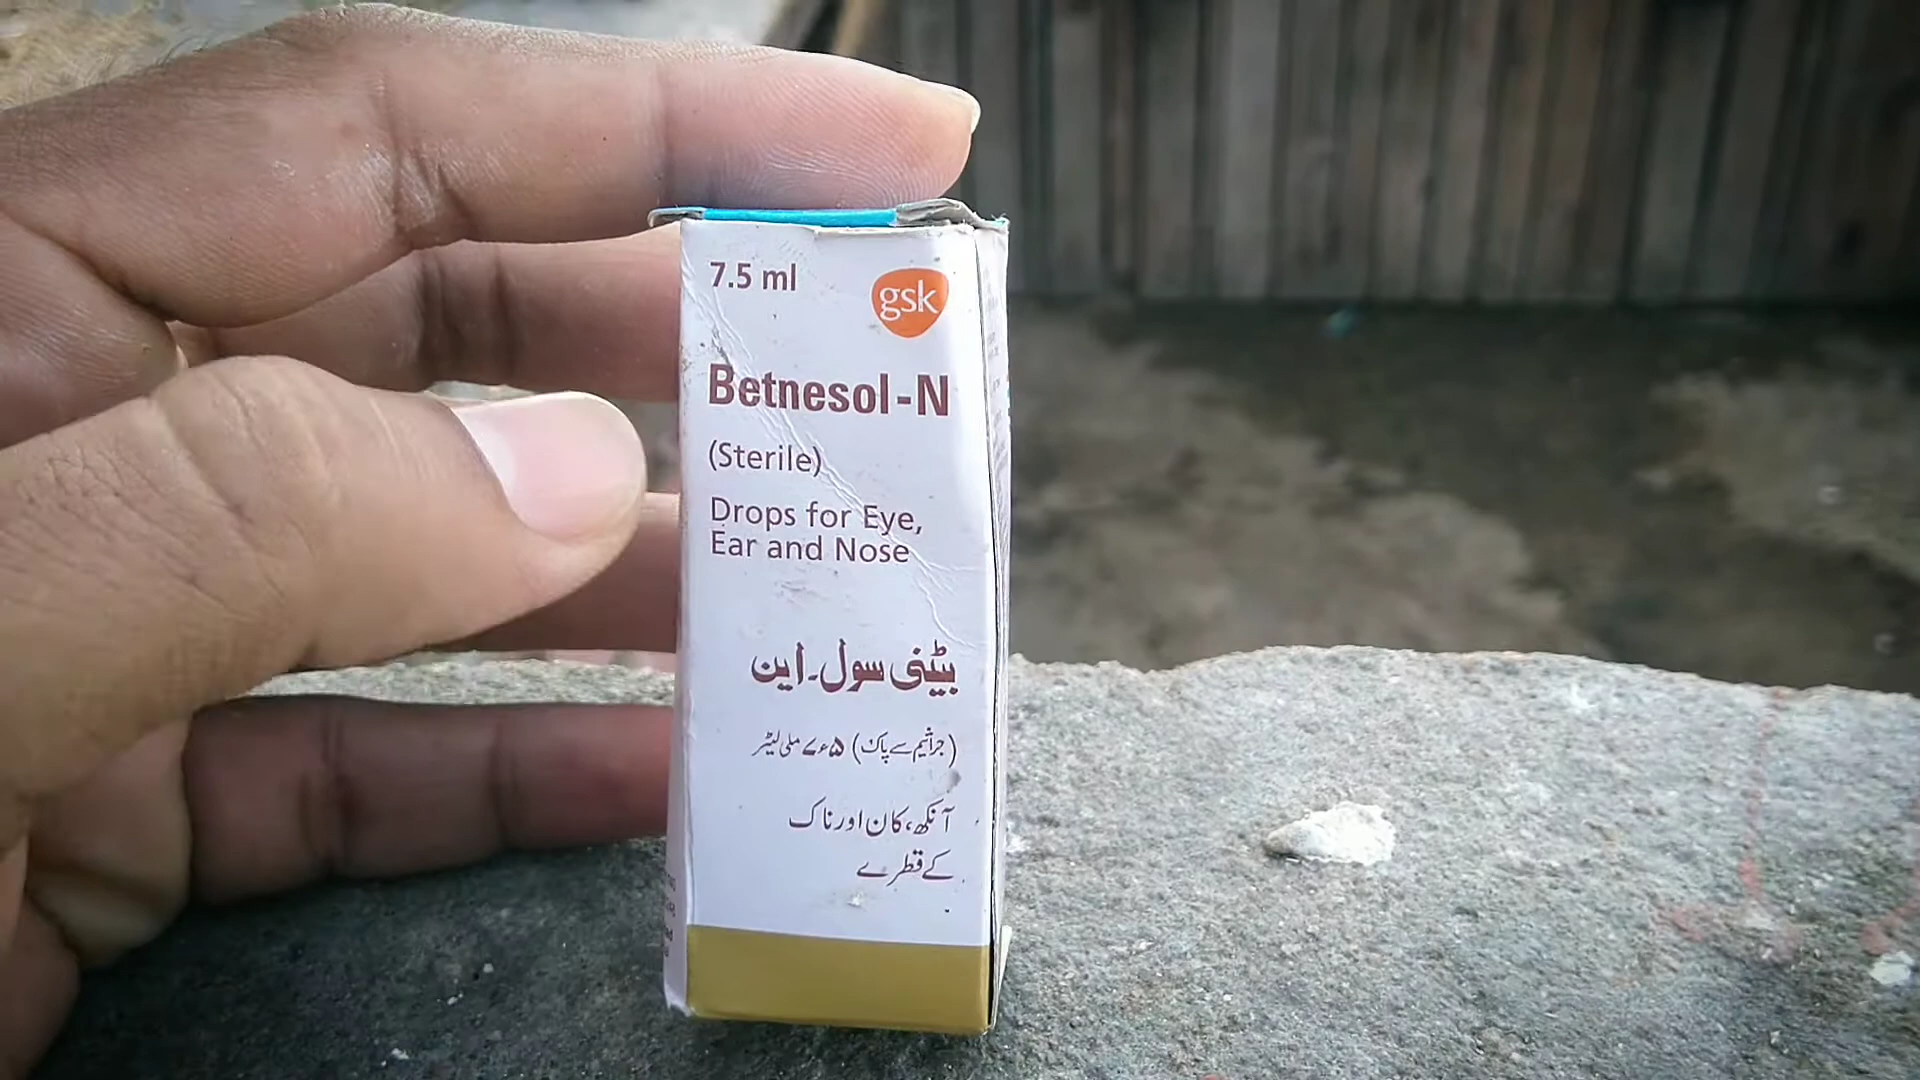 7.5 ml
gsk
Betnesol-N
(Sterile)
Drops for Eye,
Ear and Nose
بیٹنی سول۔این
(جراثیم سے پاک) ۵ء۷ ملی لیٹر
آنکھ، کان اور ناک
کے قطرے